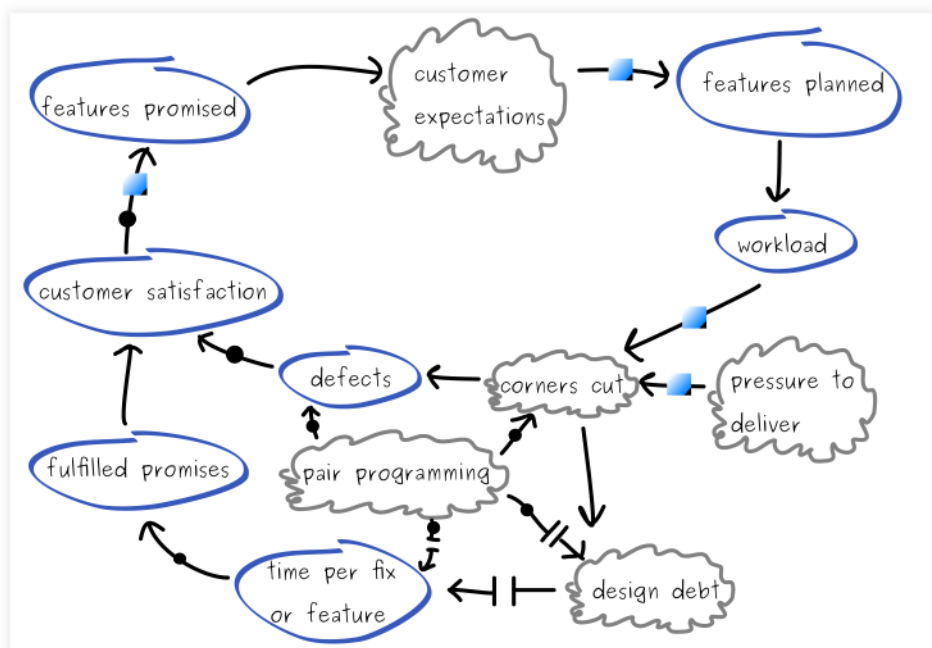 features promised
customer
expectations
features planned
workload
customer satisfaction
defects
corners cut
pressure to
deliver
fulfilled promises
pair programming
time per fix
or feature
design debt